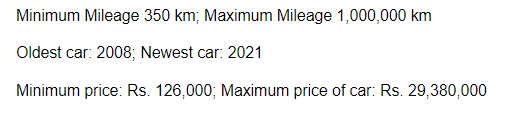 Minimum Mileage 350 km; Maximum Mileage 1,000,000 km
Oldest car: 2008; Newest car: 2021
Minimum price: Rs. 126,000; Maximum price of car: Rs. 29,380,000